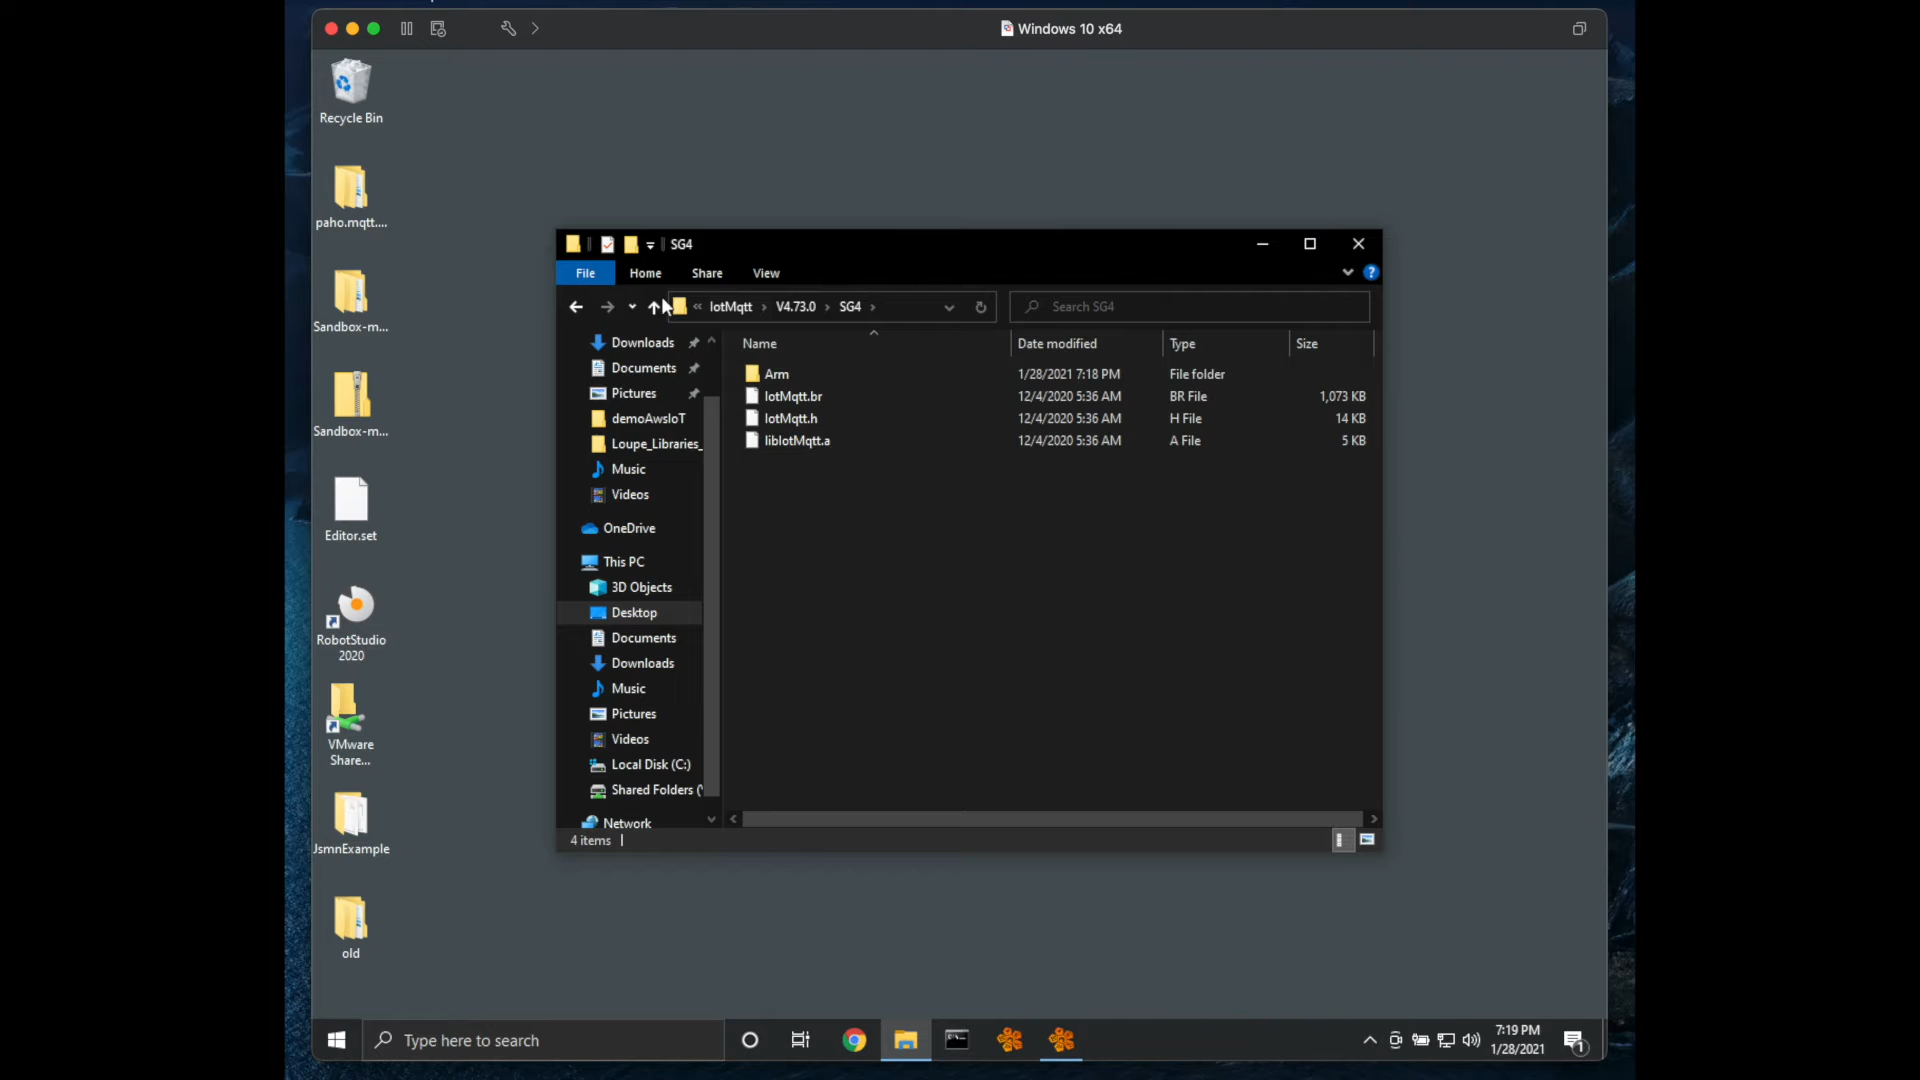 Windows 10 x64
Recycle Bin
paho.mqtt....
Sandbox-m...
Sandbox-m...
Editor.set
RobotStudio
2020
VMware
Share...
JsmnExample
old
SG4
File
Home
Share
View
IotMqtt
V4.73.0
SG4
Search SG4
Downloads
Documents
Pictures
demoAwsIoT
Loupe_Libraries_
Music
Videos
OneDrive
This PC
3D Objects
Desktop
Documents
Downloads
Music
Pictures
Videos
Local Disk (C:)
Shared Folders (
Network
Name Date modified Type Size
Arm 1/28/2021 7:18 PM File folder
IotMqtt.br 12/4/2020 5:36 AM BR File 1,073 KB
IotMqtt.h 12/4/2020 5:36 AM H File 14 KB
libIotMqtt.a 12/4/2020 5:36 AM A File 5 KB
4 items
Type here to search
7:19 PM
1/28/2021
1